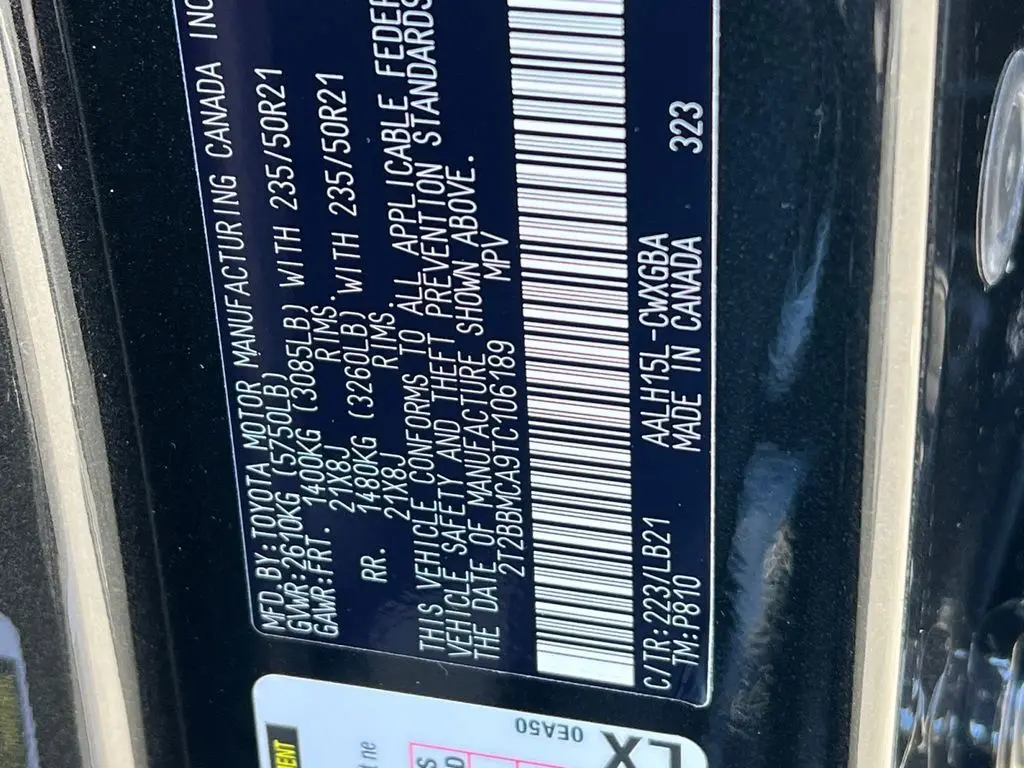 MFD.BY:TOYOTA MOTOR MANUFACTURING CANADA INC
GVWR:2610KG (5750LB)
GAWR:FRT. 1400KG (3085LB) WITH 235/50R21
21X8J RIMS.
RR. 1480KG (3260LB) WITH 235/50R21
21X8J RIMS.
THIS VEHICLE CONFORMS TO ALL APPLICABLE
VEHICLE SAFETY AND THEFT PREVENTION STANDARDS
THE DATE OF MANUFACTURE SHOWN ABOVE.
2T2BBMCA9TC106189 MPV
C/TR:223/LB21 AALH15L-CWXGBA 323
TM:P810 MADE IN CANADA
0EA50
LX